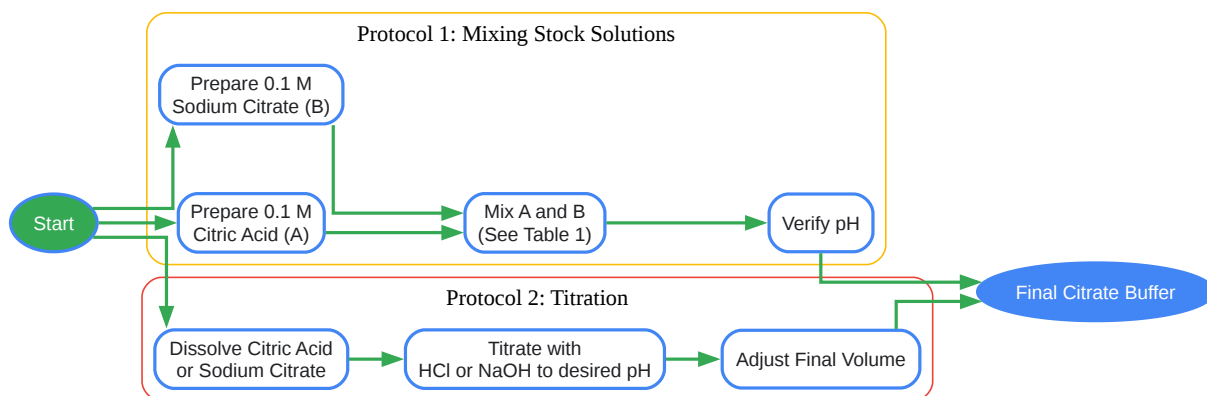 Protocol 1: Mixing Stock Solutions
Prepare 0.1 M
Sodium Citrate (B)
Start
Prepare 0.1 M
Citric Acid (A)
Mix A and B
(See Table 1)
Verify pH
Final Citrate Buffer
Protocol 2: Titration
Dissolve Citric Acid
or Sodium Citrate
Titrate with
HCl or NaOH to desired pH
Adjust Final Volume